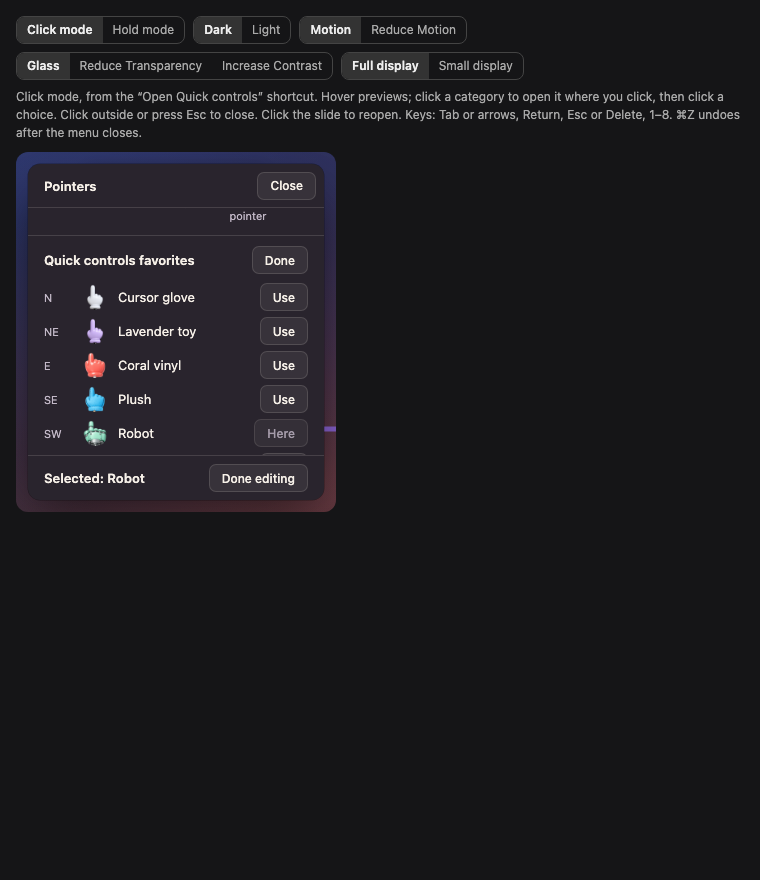 Click mode Hold mode Dark Light Motion Reduce Motion
Glass Reduce Transparency Increase Contrast Full display Small display
Click mode, from the “Open Quick controls” shortcut. Hover previews; click a category to open it where you click, then click a
choice. Click outside or press Esc to close. Click the slide to reopen. Keys: Tab or arrows, Return, Esc or Delete, 1–8. ⌘Z undoes
after the menu closes.
Pointers Close
pointer
Quick controls favorites Done
N Cursor glove Use
NE Lavender toy Use
E Coral vinyl Use
SE Plush Use
SW Robot Here
Selected: Robot Done editing